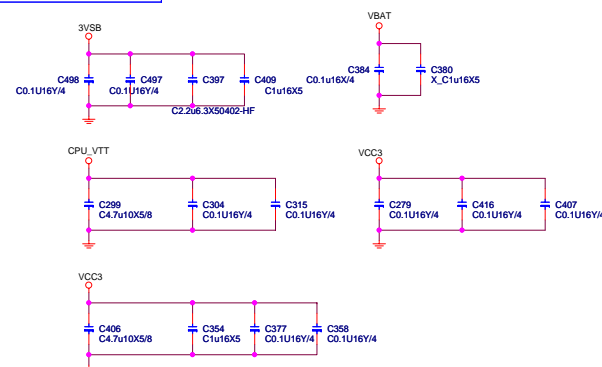 3VSB
C498
C0.1U16Y/4
C497
C0.1U16Y/4
C397
C2.2u6.3X50402-HF
C409
C1u16X5
VBAT
C384
C0.1u16X/4
C380
X_C1u16X5
CPU_VTT
C299
C4.7u10X5/8
C304
C0.1U16Y/4
C315
C0.1U16Y/4
VCC3
C279
C0.1U16Y/4
C416
C0.1U16Y/4
C407
C0.1U16Y/4
VCC3
C406
C4.7u10X5/8
C354
C1u16X5
C377
C0.1U16Y/4
C358
C0.1U16Y/4